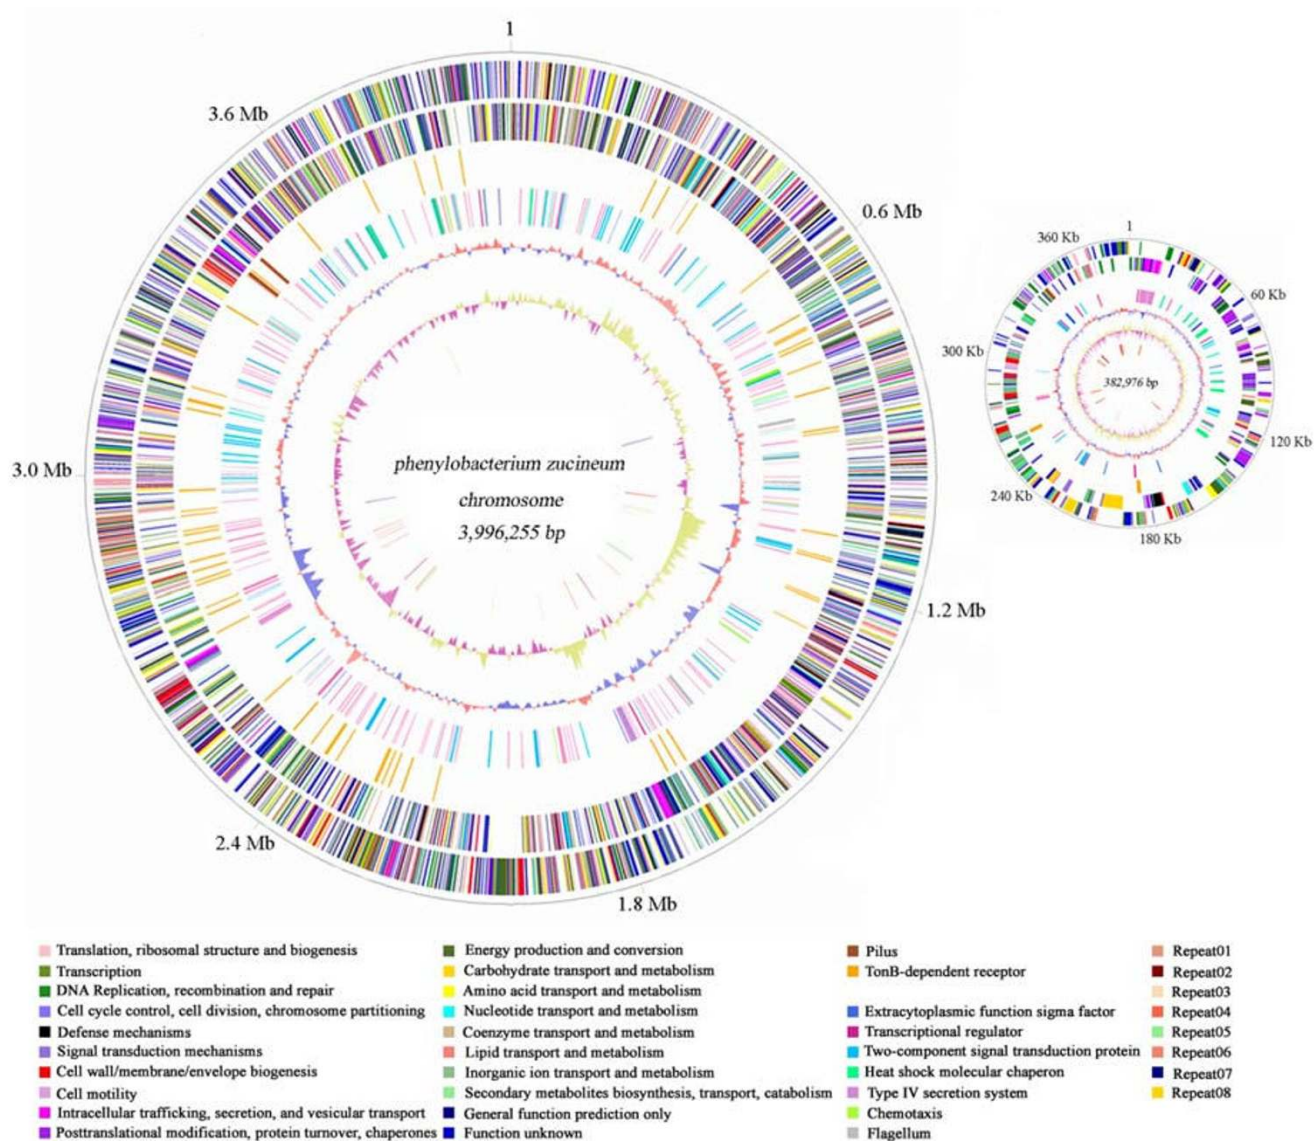 1
3.6 Mb
0.6 Mb
3.0 Mb
phenylobacterium zucineum
chromosome
3,996,255 bp
1.2 Mb
2.4 Mb
1.8 Mb
1
360 Kb
60 Kb
300 Kb
382,976 bp
120 Kb
240 Kb
180 Kb
Translation, ribosomal structure and biogenesis
Transcription
DNA Replication, recombination and repair
Cell cycle control, cell division, chromosome partitioning
Defense mechanisms
Signal transduction mechanisms
Cell wall/membrane/envelope biogenesis
Cell motility
Intracellular trafficking, secretion, and vesicular transport
Posttranslational modification, protein turnover, chaperones
Energy production and conversion
Carbohydrate transport and metabolism
Amino acid transport and metabolism
Nucleotide transport and metabolism
Coenzyme transport and metabolism
Lipid transport and metabolism
Inorganic ion transport and metabolism
Secondary metabolites biosynthesis, transport, catabolism
General function prediction only
Function unknown
Pilus
TonB-dependent receptor
Extracytoplasmic function sigma factor
Transcriptional regulator
Two-component signal transduction protein
Heat shock molecular chaperon
Type IV secretion system
Chemotaxis
Flagellum
Repeat01
Repeat02
Repeat03
Repeat04
Repeat05
Repeat06
Repeat07
Repeat08